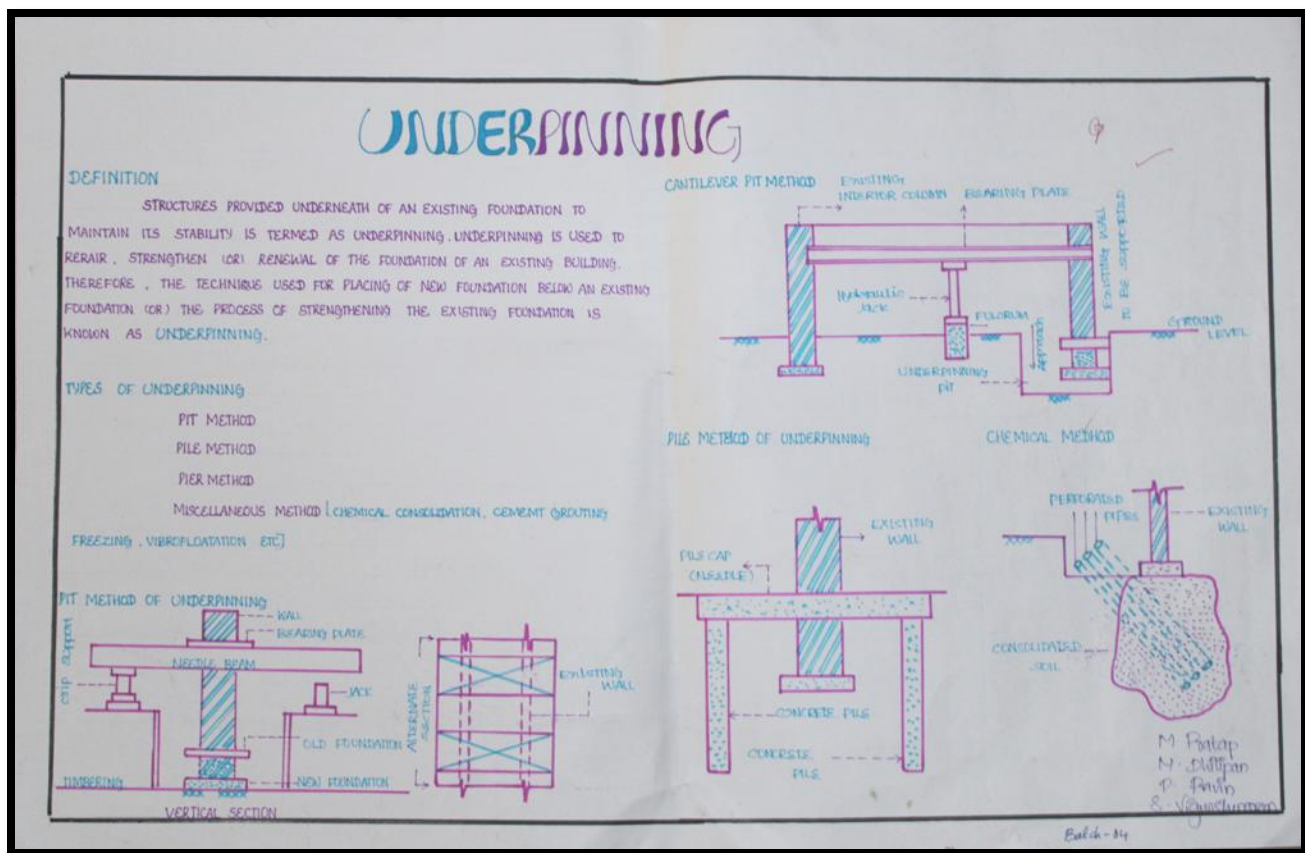 UNDERPINNING
DEFINITION
STRUCTURES PROVIDED UNDERNEATH OF AN EXISTING FOUNDATION TO
MAINTAIN ITS STABILITY IS TERMED AS UNDERPINNING. UNDERPINNING IS USED TO
RERAIR, STRENGTHEN (OR) RENEWAL OF THE FOUNDATION OF AN EXISTING BUILDING.
THEREFORE, THE TECHNIQUE USED FOR PLACING OF NEW FOUNDATION BELOW AN EXISTING
FOUNDATION (OR) THE PROCESS OF STRENGTHENING THE EXISTING FOUNDATION IS
KNOWN AS UNDERPINNING.
TYPES OF UNDERPINNING
PIT METHOD
PILE METHOD
PIER METHOD
MISCELLANEOUS METHOD [CHEMICAL CONSOLIDATION, CEMENT GROUTING
FREEZING, VIBROFLOATATION ETC]
PIT METHOD OF UNDERPINNING
WALL
BEARING PLATE
NEEDLE BEAM
SUPPORT
JACK
OLD FOUNDATION
NEW FOUNDATION
TIMBERING
VERTICAL SECTION
ALTERNATE
SECTION
EXISTING
WALL
CANTILEVER PIT METHOD
EXISTING
INTERIOR COLUMN
BEARING PLATE
EXISTING WALL
TO BE SUPPORTED
Hydraulic
Jack
FULCRUM
Approach
GROUND
LEVEL
UNDERPINNING
Pit
PILE METHOD OF UNDERPINNING
EXISTING
WALL
PILE CAP
(NEEDLE)
CONCRETE PILE
CONCRETE
PILE
CHEMICAL METHOD
PERFORATED
PIPES
EXISTING
WALL
CONSOLIDATED
SOIL
M. Pratap
P. Pravin
Batch-04